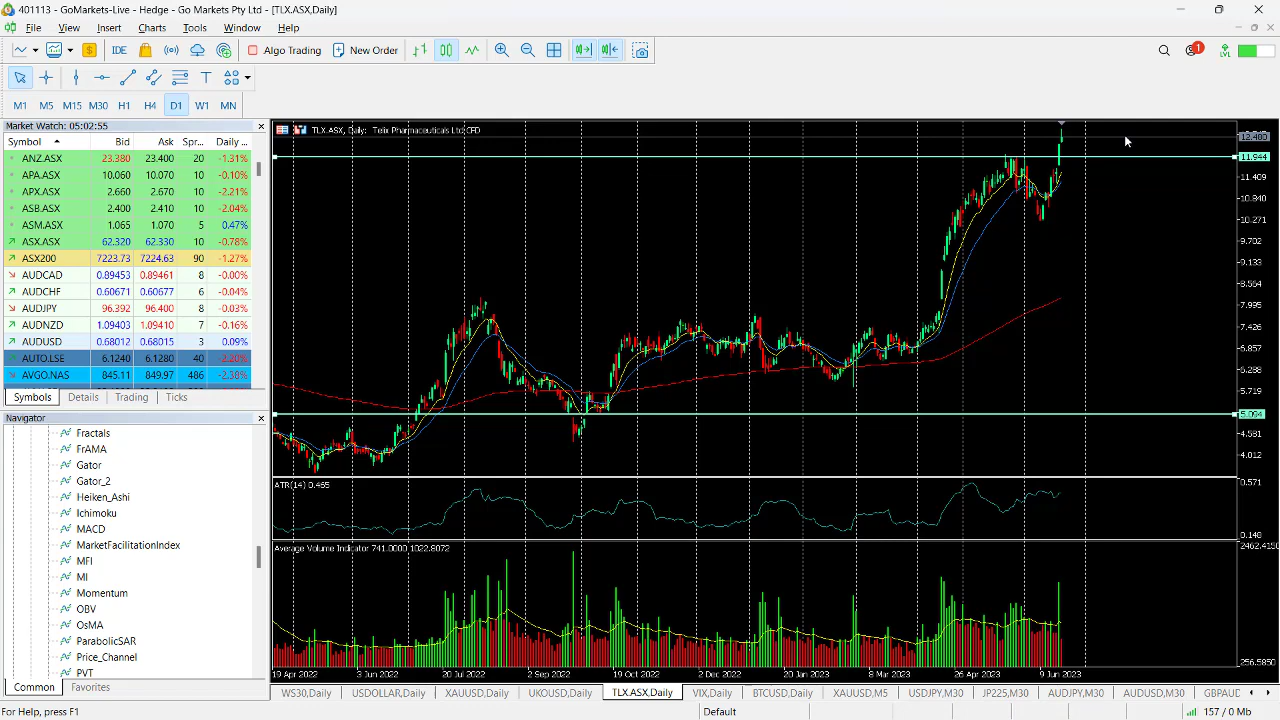 401113 - GoMarkets-Live - Hedge - Go Markets Pty Ltd - [TLX.ASX,Daily]
File View Insert Charts Tools Window Help
IDE Algo Trading New Order 1 LVL
T
M1 M5 M15 M30 H1 H4 D1 W1 MN
Market Watch: 05:02:55
Symbol Bid Ask Spr... Daily ...
ANZ.ASX 23.380 23.400 20 -1.31%
APA.ASX 10.060 10.070 10 -0.10%
APX.ASX 2.660 2.670 10 -2.21%
ASB.ASX 2.400 2.410 10 -2.04%
ASM.ASX 1.065 1.070 5 0.47%
ASX.ASX 62.320 62.330 10 -0.78%
ASX200 7223.73 7224.63 90 -1.27%
AUDCAD 0.89453 0.89461 8 -0.00%
AUDCHF 0.60671 0.60677 6 -0.04%
AUDJPY 96.392 96.400 8 -0.03%
AUDNZD 1.09403 1.09410 7 -0.16%
AUDUSD 0.68012 0.68015 3 0.09%
AUTO.LSE 6.1240 6.1280 40 -2.20%
AVGO.NAS 845.11 849.97 486 -2.38%
Symbols Details Trading Ticks
Navigator
Fractals
FrAMA
Gator
Gator_2
Heiken_Ashi
Ichimoku
MACD
MarketFacilitationIndex
MFI
MI
Momentum
OBV
OsMA
ParabolicSAR
Price_Channel
PVT
Common Favorites
TLX.ASX, Daily: Telix Pharmaceuticals Ltd CFD
12.480
11.944
11.409
10.840
10.271
9.702
9.133
8.564
7.995
7.426
6.857
6.288
5.719
5.094
4.581
4.012
ATR(14) 0.465
0.571
0.148
Average Volume Indicator 741.0000 1022.8072
256.5850
19 Apr 2022 3 Jun 2022 20 Jul 2022 2 Sep 2022 19 Oct 2022 2 Dec 2022 20 Jan 2023 8 Mar 2023 26 Apr 2023 9 Jun 2023
WS30,Daily USDOLLAR,Daily XAUUSD,Daily UKOUSD,Daily TLX.ASX,Daily VIX,Daily BTCUSD,Daily XAUUSD,M5 USDJPY,M30 JP225,M30 AUDJPY,M30 AUDUSD,M30 GBPAUD
For Help, press F1 Default 157 / 0 Mb